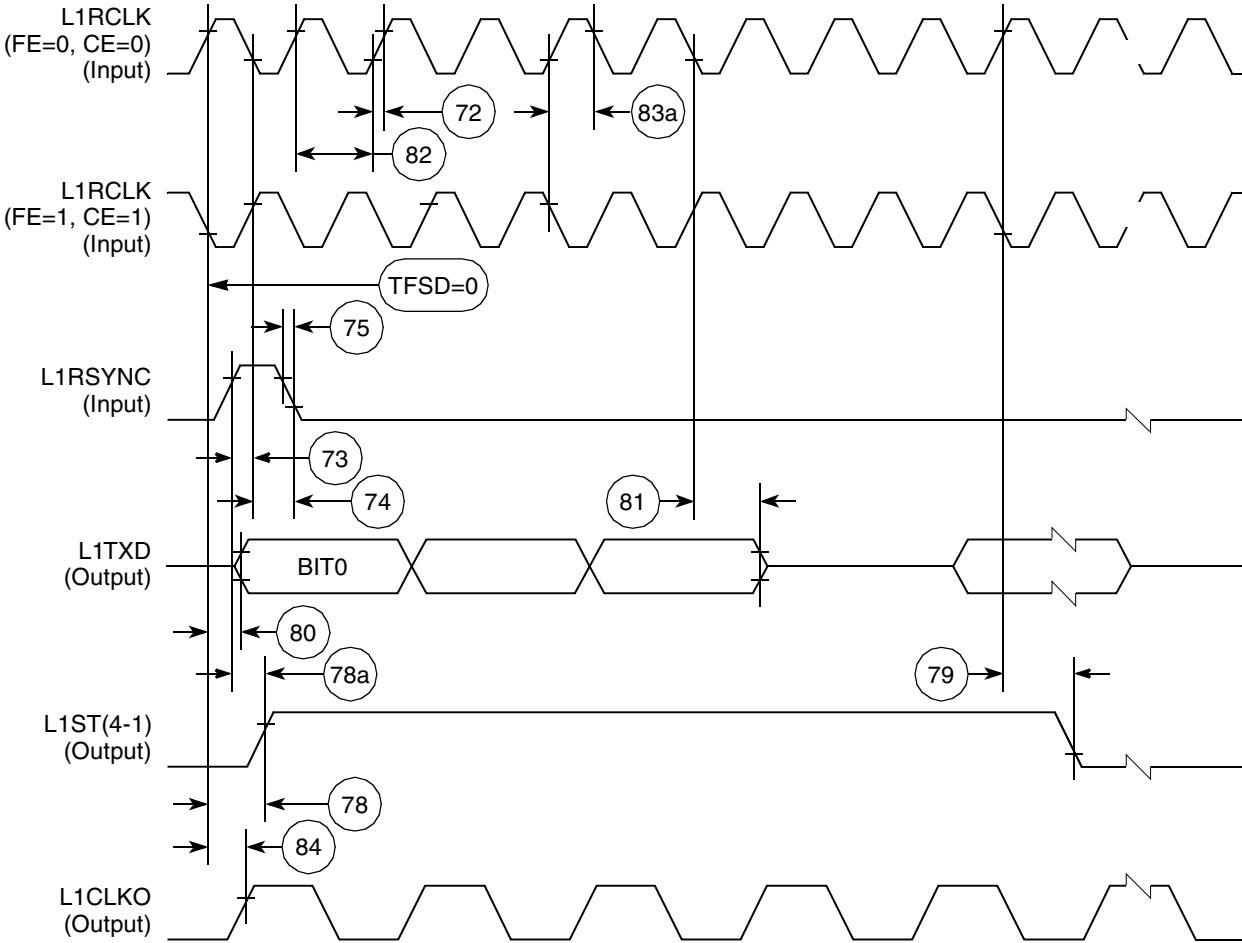 L1RCLK
(FE=0, CE=0)
(Input)
72
83a
82
L1RCLK
(FE=1, CE=1)
(Input)
TFSD=0
75
L1RSYNC
(Input)
73
74
81
L1TXD
(Output)
BIT0
80
78a
79
L1ST(4-1)
(Output)
78
84
L1CLKO
(Output)